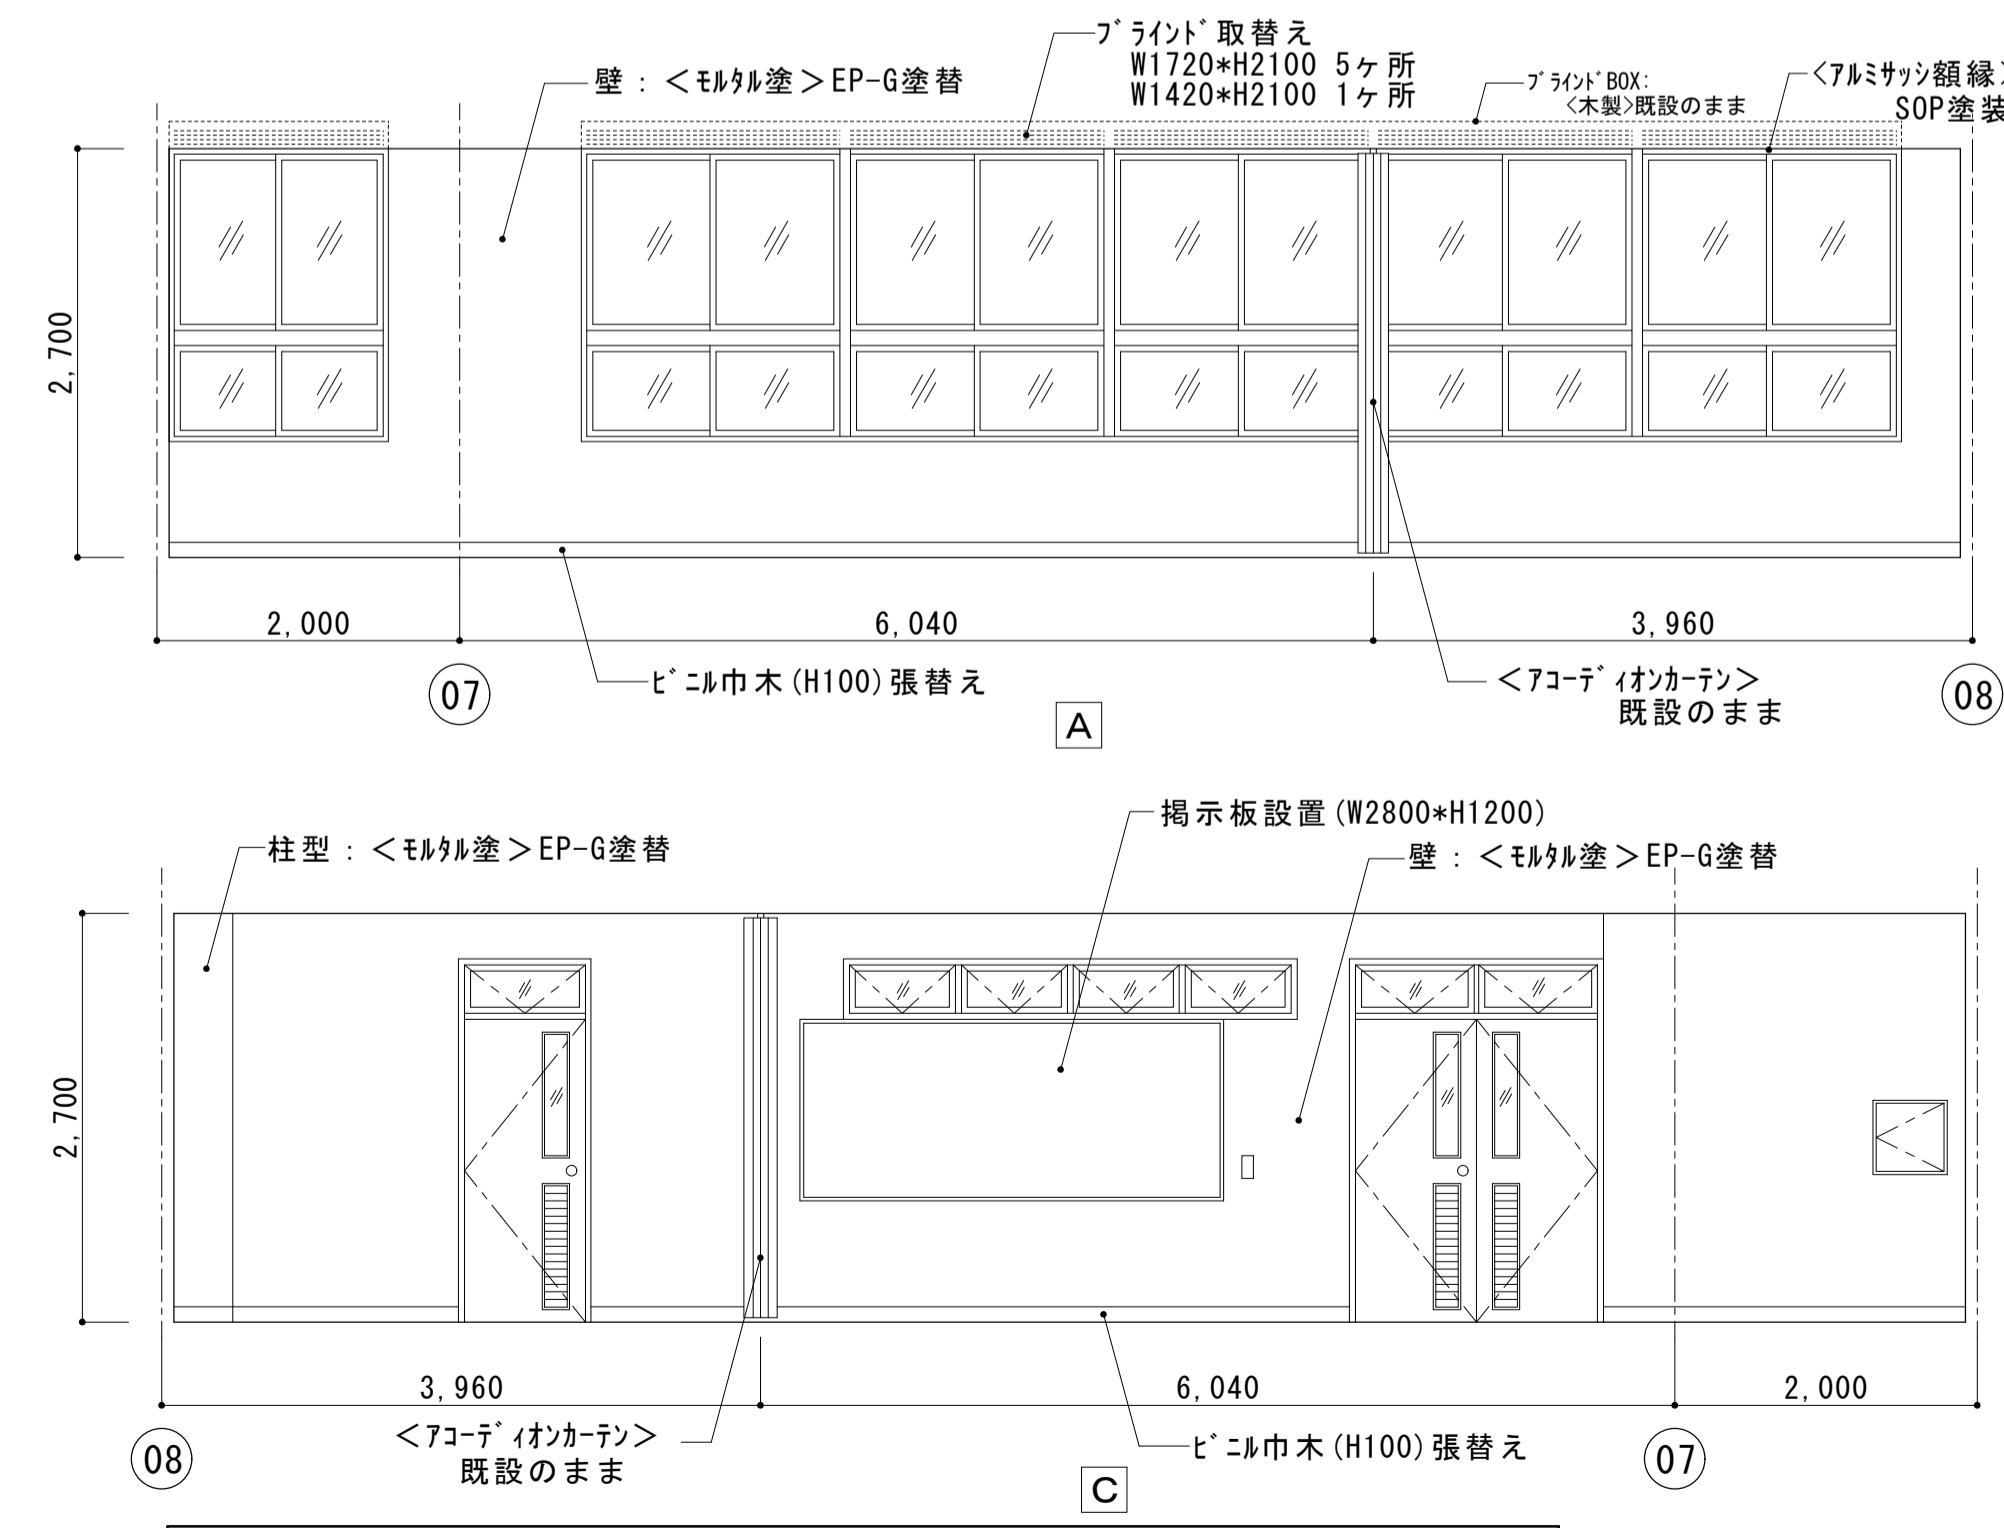 ﾌﾞﾗｲﾝﾄﾞ取替え
W1720*H2100 5ヶ所
W1420*H2100 1ヶ所
壁：＜ﾓﾙﾀﾙ塗＞EP-G塗替
ﾌﾞﾗｲﾝﾄﾞBOX:
<木製>既設のまま
<ｱﾙﾐｻｯｼ額縁>
SOP塗装
2,700
2,000
6,040
3,960
07
ﾋﾞﾆﾙ巾木(H100)張替え
＜ｱｺｰﾃﾞｨｵﾝｶｰﾃﾝ＞
既設のまま
08
A
掲示板設置(W2800*H1200)
柱型：＜ﾓﾙﾀﾙ塗＞EP-G塗替
壁：＜ﾓﾙﾀﾙ塗＞EP-G塗替
2,700
3,960
6,040
2,000
08
＜ｱｺｰﾃﾞｨｵﾝｶｰﾃﾝ＞
既設のまま
ﾋﾞﾆﾙ巾木(H100)張替え
07
C